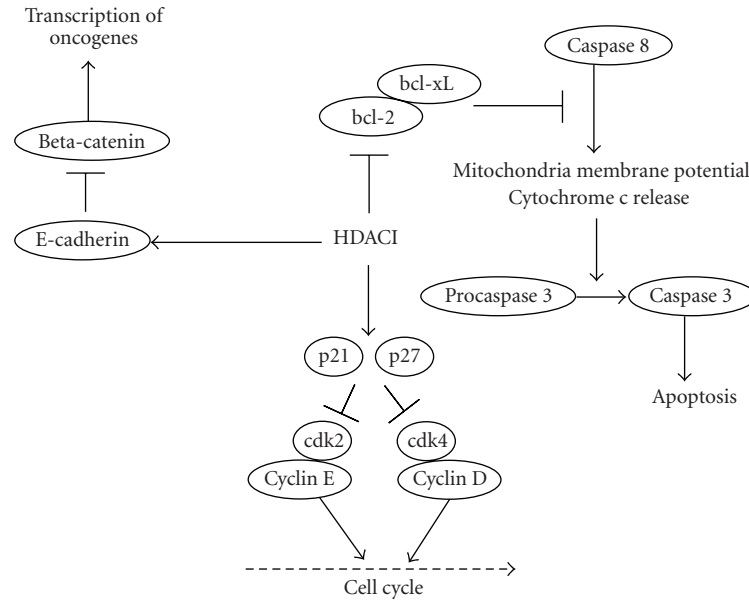 Transcription of
oncogenes
Caspase 8
bcl-xL
bcl-2
Beta-catenin
Mitochondria membrane potential
Cytochrome c release
E-cadherin
HDACI
Procaspase 3
Caspase 3
p21
p27
Apoptosis
cdk2
cdk4
Cyclin E
Cyclin D
Cell cycle